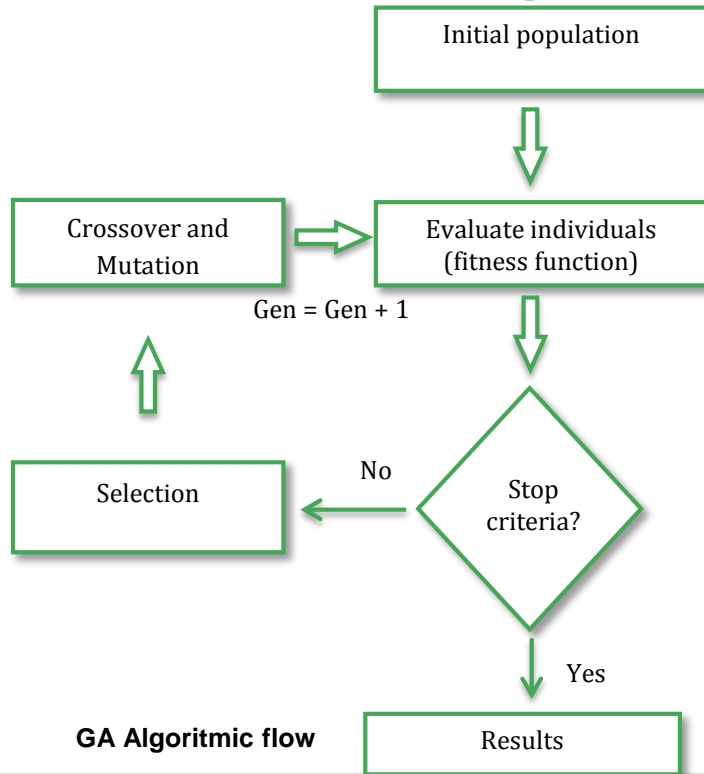 Initial population
Crossover and
Mutation
Evaluate individuals
(fitness function)
Gen = Gen + 1
Selection
No
Stop
criteria?
Yes
GA Algoritmic flow
Results